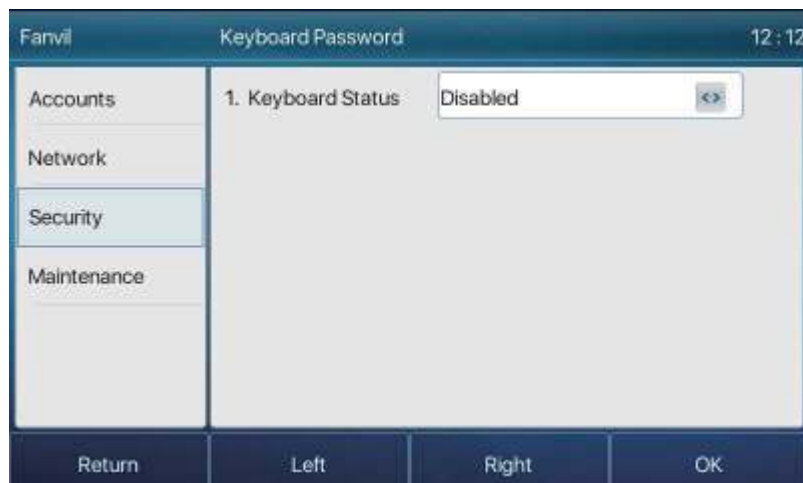 Fanvil Keyboard Password 12:12
Accounts
1. Keyboard Status Disabled
Network
Security
Maintenance
Return Left Right OK